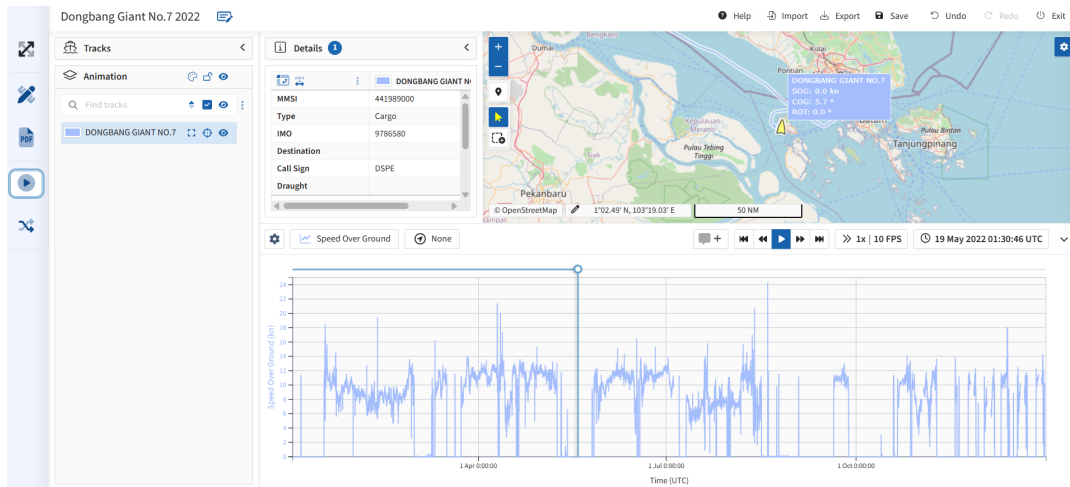 Dongbang Giant No.7 2022
Help
Import
Export
Save
Undo
Redo
Exit
Tracks
Animation
Find tracks
DONGBANG GIANT NO.7
PDF
Details 1
DONGBANG GIANT N
MMSI 441989000
Type Cargo
IMO 9786580
Destination
Call Sign DSPE
Draught
Bengkalis
Dumai
Kulai
Pontian
DONGBANG GIANT NO.7
SOG: 0.0 kn
COG: 5.7 °
ROT: 0.0 °
Batam
Kepulauan
Meranti
Pulau Tebing
Tinggi
Siak
Pulau Bintan
Tanjungpinang
Pekanbaru
Kampar
© OpenStreetMap
1°02.49' N, 103°19.03' E
50 NM
Speed Over Ground
None
1x | 10 FPS
19 May 2022 01:30:46 UTC
Speed Over Ground (kn)
24
22
20
18
16
14
12
10
8
6
4
2
0
1 Apr 0:00:00
1 Jul 0:00:00
1 Oct 0:00:00
Time (UTC)